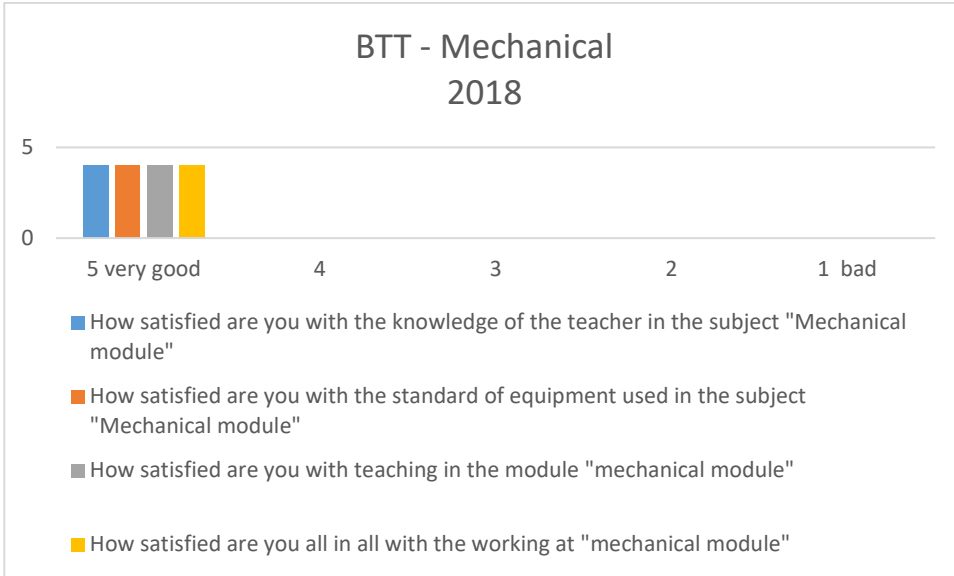 BTT - Mechanical
2018
5
0
5 very good 4 3 2 1 bad
How satisfied are you with the knowledge of the teacher in the subject "Mechanical
module"
How satisfied are you with the standard of equipment used in the subject
"Mechanical module"
How satisfied are you with teaching in the module "mechanical module"
How satisfied are you all in all with the working at "mechanical module"